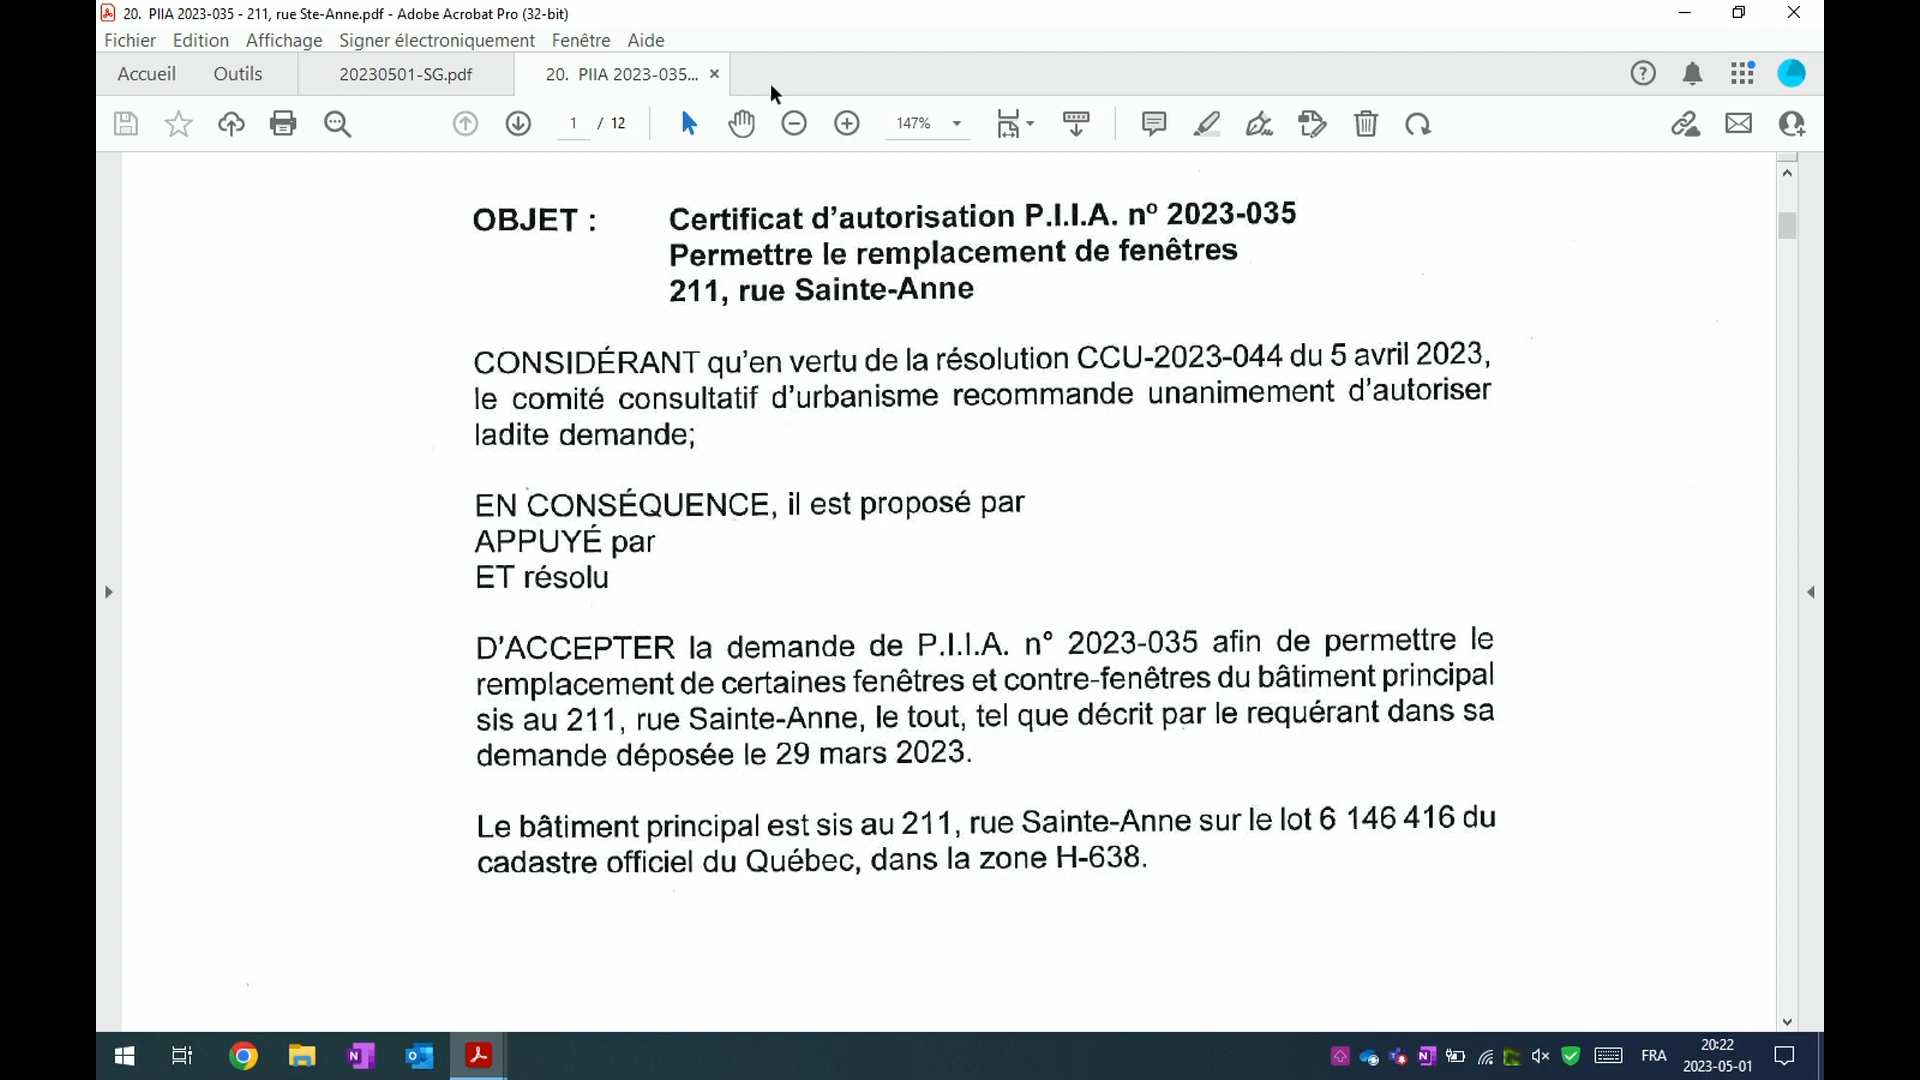 20. PIIA 2023-035 - 211, rue Ste-Anne.pdf - Adobe Acrobat Pro (32-bit)
Fichier Edition Affichage Signer électroniquement Fenêtre Aide
Accueil Outils 20230501-SG.pdf 20. PIIA 2023-035... ×
1 / 12 147%
OBJET : Certificat d'autorisation P.I.I.A. nº 2023-035
Permettre le remplacement de fenêtres
211, rue Sainte-Anne
CONSIDÉRANT qu'en vertu de la résolution CCU-2023-044 du 5 avril 2023,
le comité consultatif d'urbanisme recommande unanimement d'autoriser
ladite demande;
EN CONSÉQUENCE, il est proposé par
APPUYÉ par
ET résolu
D'ACCEPTER la demande de P.I.I.A. n° 2023-035 afin de permettre le
remplacement de certaines fenêtres et contre-fenêtres du bâtiment principal
sis au 211, rue Sainte-Anne, le tout, tel que décrit par le requérant dans sa
demande déposée le 29 mars 2023.
Le bâtiment principal est sis au 211, rue Sainte-Anne sur le lot 6 146 416 du
cadastre officiel du Québec, dans la zone H-638.
FRA
20:22
2023-05-01